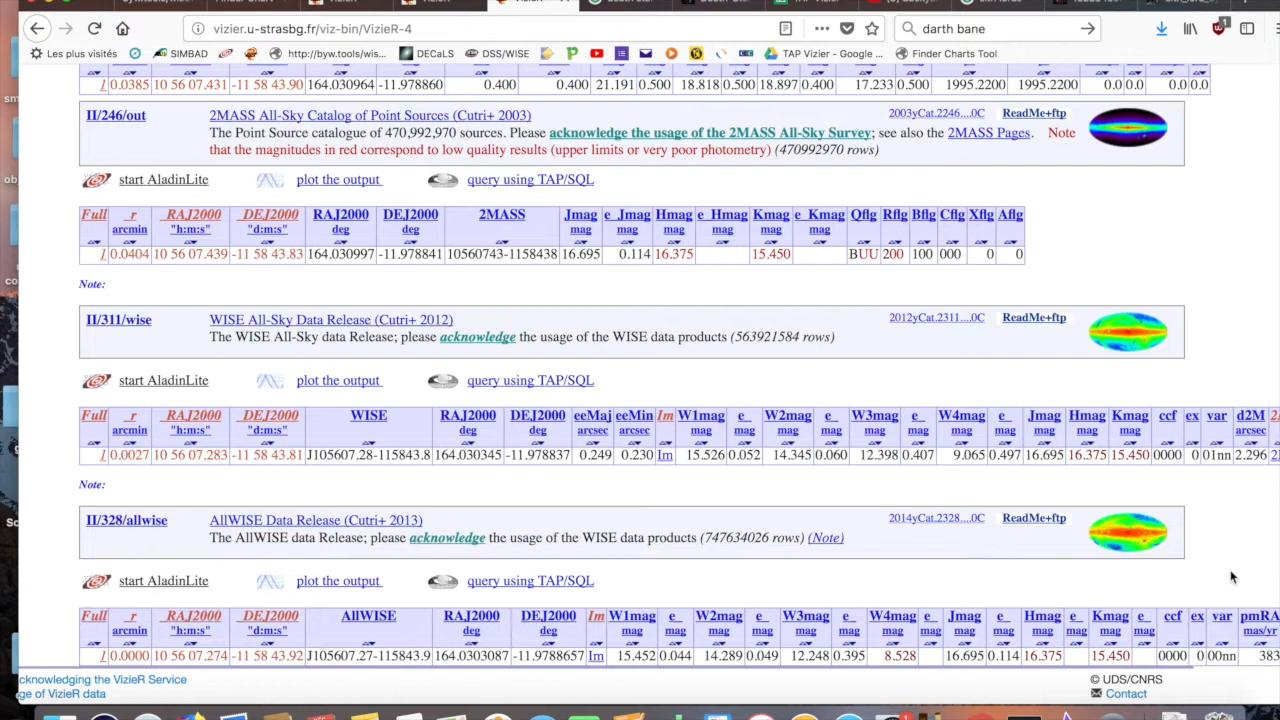 vizier.u-strasbg.fr/viz-bin/VizieR-4
darth bane
1
Les plus visités SIMBAD http://byw.tools/wis... DECaLS DSS/WISE TAP Vizier - Google ... Finder Charts Tool
1 0.0385 10 56 07.431 -11 58 43.90 164.030964 -11.978860 0.400 0.400 21.191 0.500 18.818 0.500 18.897 0.400 17.233 0.500 1995.2200 1995.2200 0.0 0.0 0.0
II/246/out 2MASS All-Sky Catalog of Point Sources (Cutri+ 2003) 2003yCat.2246....0C ReadMe+ftp
The Point Source catalogue of 470,992,970 sources. Please acknowledge the usage of the 2MASS All-Sky Survey; see also the 2MASS Pages. Note
that the magnitudes in red correspond to low quality results (upper limits or very poor photometry) (470992970 rows)
start AladinLite plot the output query using TAP/SQL
Full _r _RAJ2000 _DEJ2000 RAJ2000 DEJ2000 2MASS Jmag e_Jmag Hmag e_Hmag Kmag e_Kmag Qflg Rflg Bflg Cflg Xflg Aflg
arcmin "h:m:s" "d:m:s" deg deg mag mag mag mag mag mag
1 0.0404 10 56 07.439 -11 58 43.83 164.030997 -11.978841 10560743-1158438 16.695 0.114 16.375 15.450 BUU 200 100 000 0 0
Note:
II/311/wise WISE All-Sky Data Release (Cutri+ 2012) 2012yCat.2311....0C ReadMe+ftp
The WISE All-Sky data Release; please acknowledge the usage of the WISE data products (563921584 rows)
start AladinLite plot the output query using TAP/SQL
Full _r _RAJ2000 _DEJ2000 WISE RAJ2000 DEJ2000 eeMaj eeMin Im W1mag e_ W2mag e_ W3mag e_ W4mag e_ Jmag Hmag Kmag ccf ex var d2M
arcmin "h:m:s" "d:m:s" deg deg arcsec arcsec mag mag mag mag mag mag mag mag mag mag mag arcsec
1 0.0027 10 56 07.283 -11 58 43.81 J105607.28-115843.8 164.030345 -11.978837 0.249 0.230 Im 15.526 0.052 14.345 0.060 12.398 0.407 9.065 0.497 16.695 16.375 15.450 0000 0 01nn 2.296
Note:
II/328/allwise AllWISE Data Release (Cutri+ 2013) 2014yCat.2328....0C ReadMe+ftp
The AllWISE data Release; please acknowledge the usage of the WISE data products (747634026 rows) (Note)
start AladinLite plot the output query using TAP/SQL
Full _r _RAJ2000 _DEJ2000 AllWISE RAJ2000 DEJ2000 Im W1mag e_ W2mag e_ W3mag e_ W4mag e_ Jmag e_ Hmag e_ Kmag e_ ccf ex var pmRA
arcmin "h:m:s" "d:m:s" deg deg mag mag mag mag mag mag mag mag mag mag mag mag mag mag mas/yr
1 0.0000 10 56 07.274 -11 58 43.92 J105607.27-115843.9 164.0303087 -11.9788657 Im 15.452 0.044 14.289 0.049 12.248 0.395 8.528 16.695 0.114 16.375 15.450 0000 0 00nn 383
cknowledging the VizieR Service © UDS/CNRS
ge of VizieR data Contact